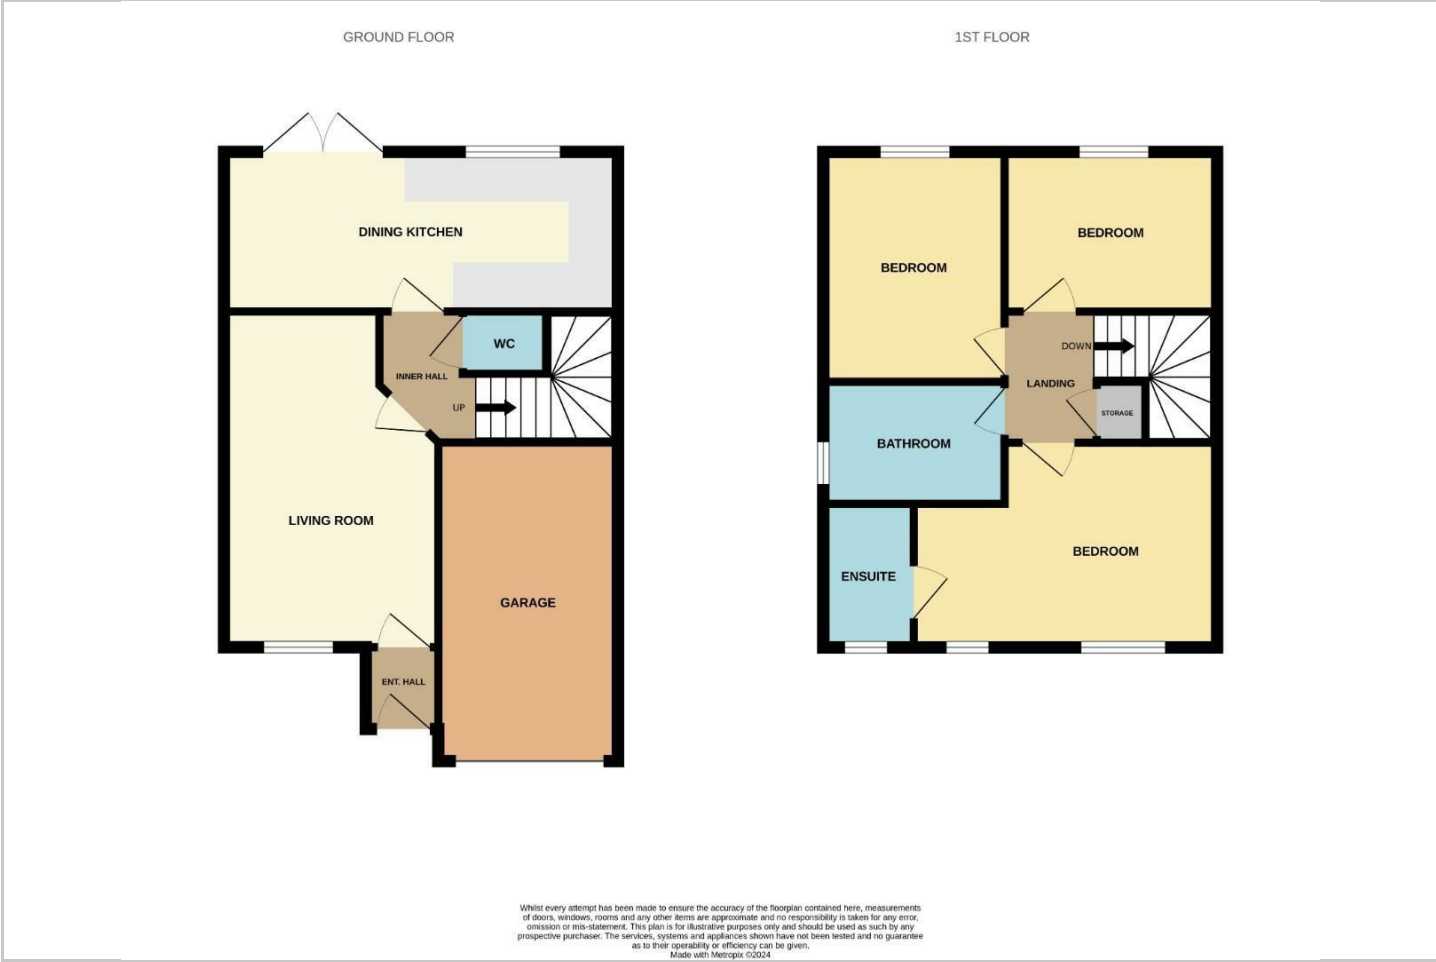 GROUND FLOOR
1ST FLOOR
DINING KITCHEN
WC
INNER HALL
UP
LIVING ROOM
GARAGE
ENT. HALL
BEDROOM
BEDROOM
DOWN
LANDING
STORAGE
BATHROOM
BEDROOM
ENSUITE
Whilst every attempt has been made to ensure the accuracy of the floorplan contained here, measurements
of doors, windows, rooms and any other items are approximate and no responsibility is taken for any error,
omission or mis-statement. This plan is for illustrative purposes only and should be used as such by any
prospective purchaser. The services, systems and appliances shown have not been tested and no guarantee
as to their operability or efficiency can be given.
Made with Metropix ©2024